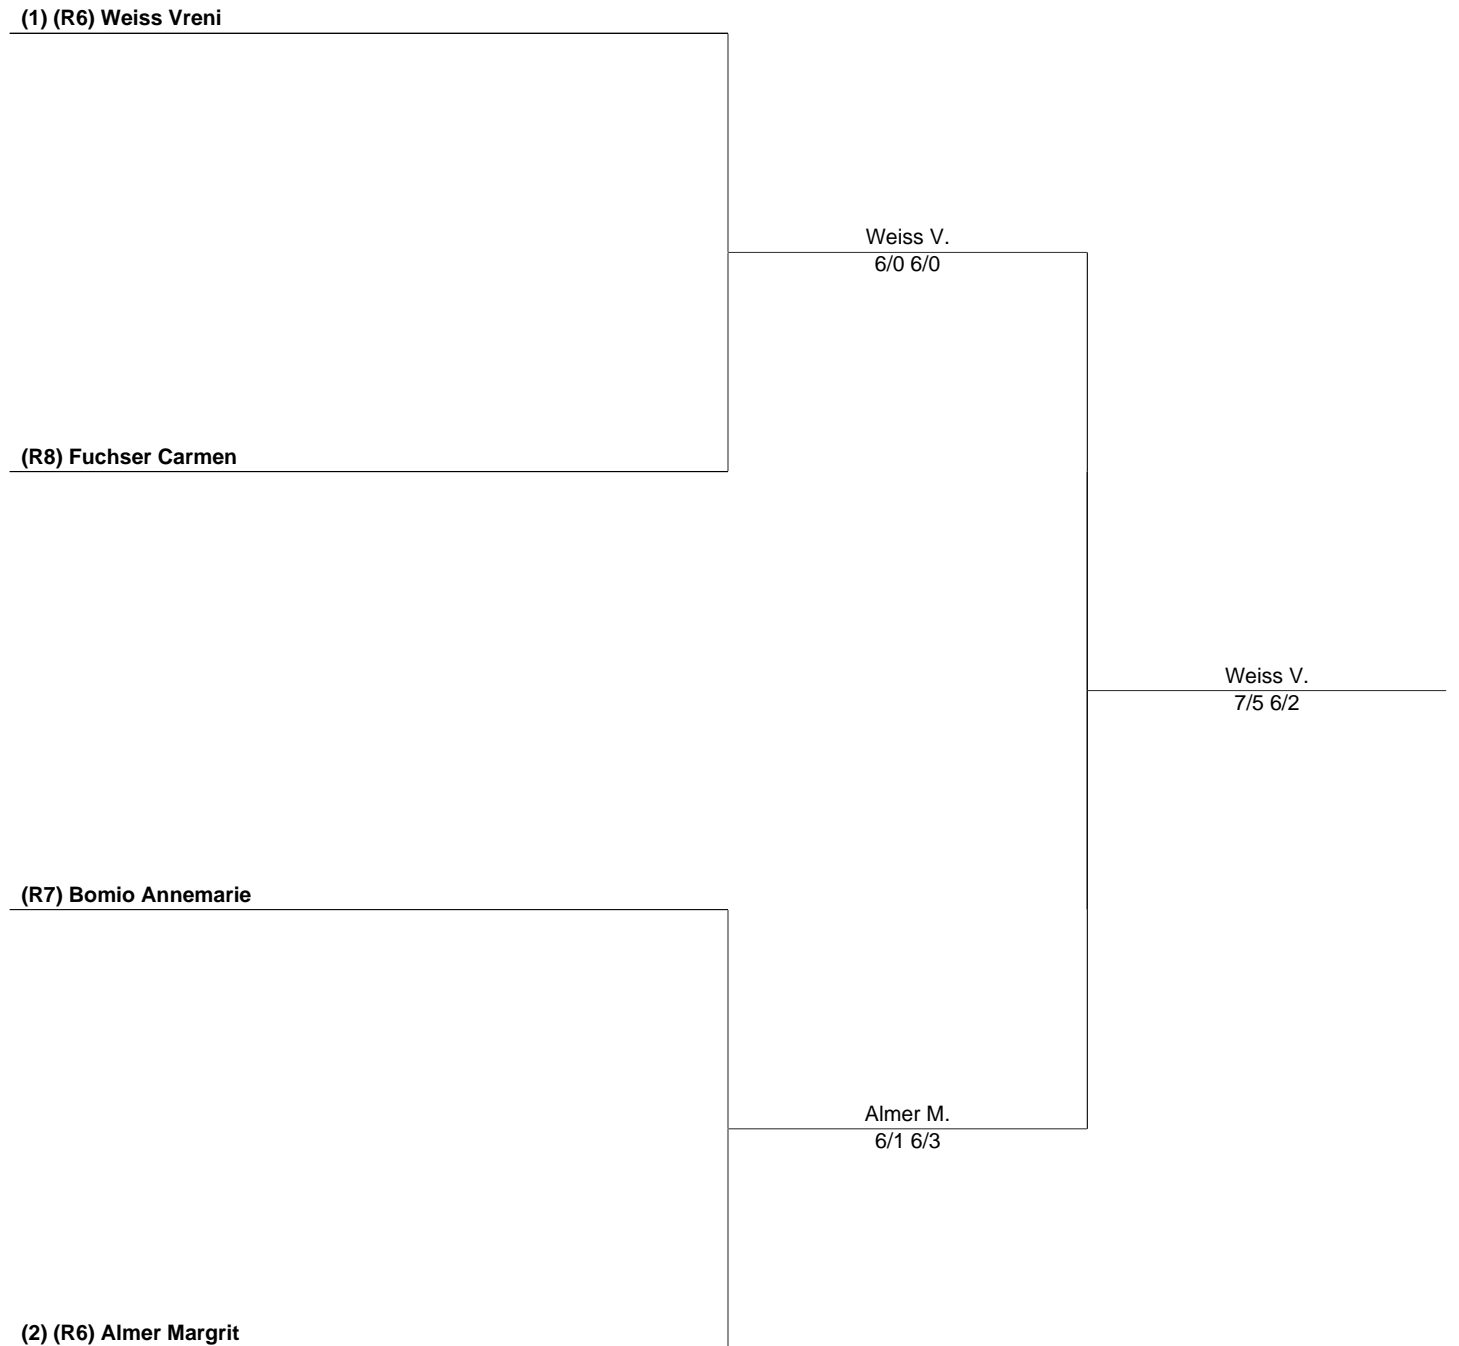 (1) (R6) Weiss Vreni
Weiss V.
6/0 6/0
(R8) Fuchser Carmen
Weiss V.
7/5 6/2
(R7) Bomio Annemarie
Almer M.
6/1 6/3
(2) (R6) Almer Margrit